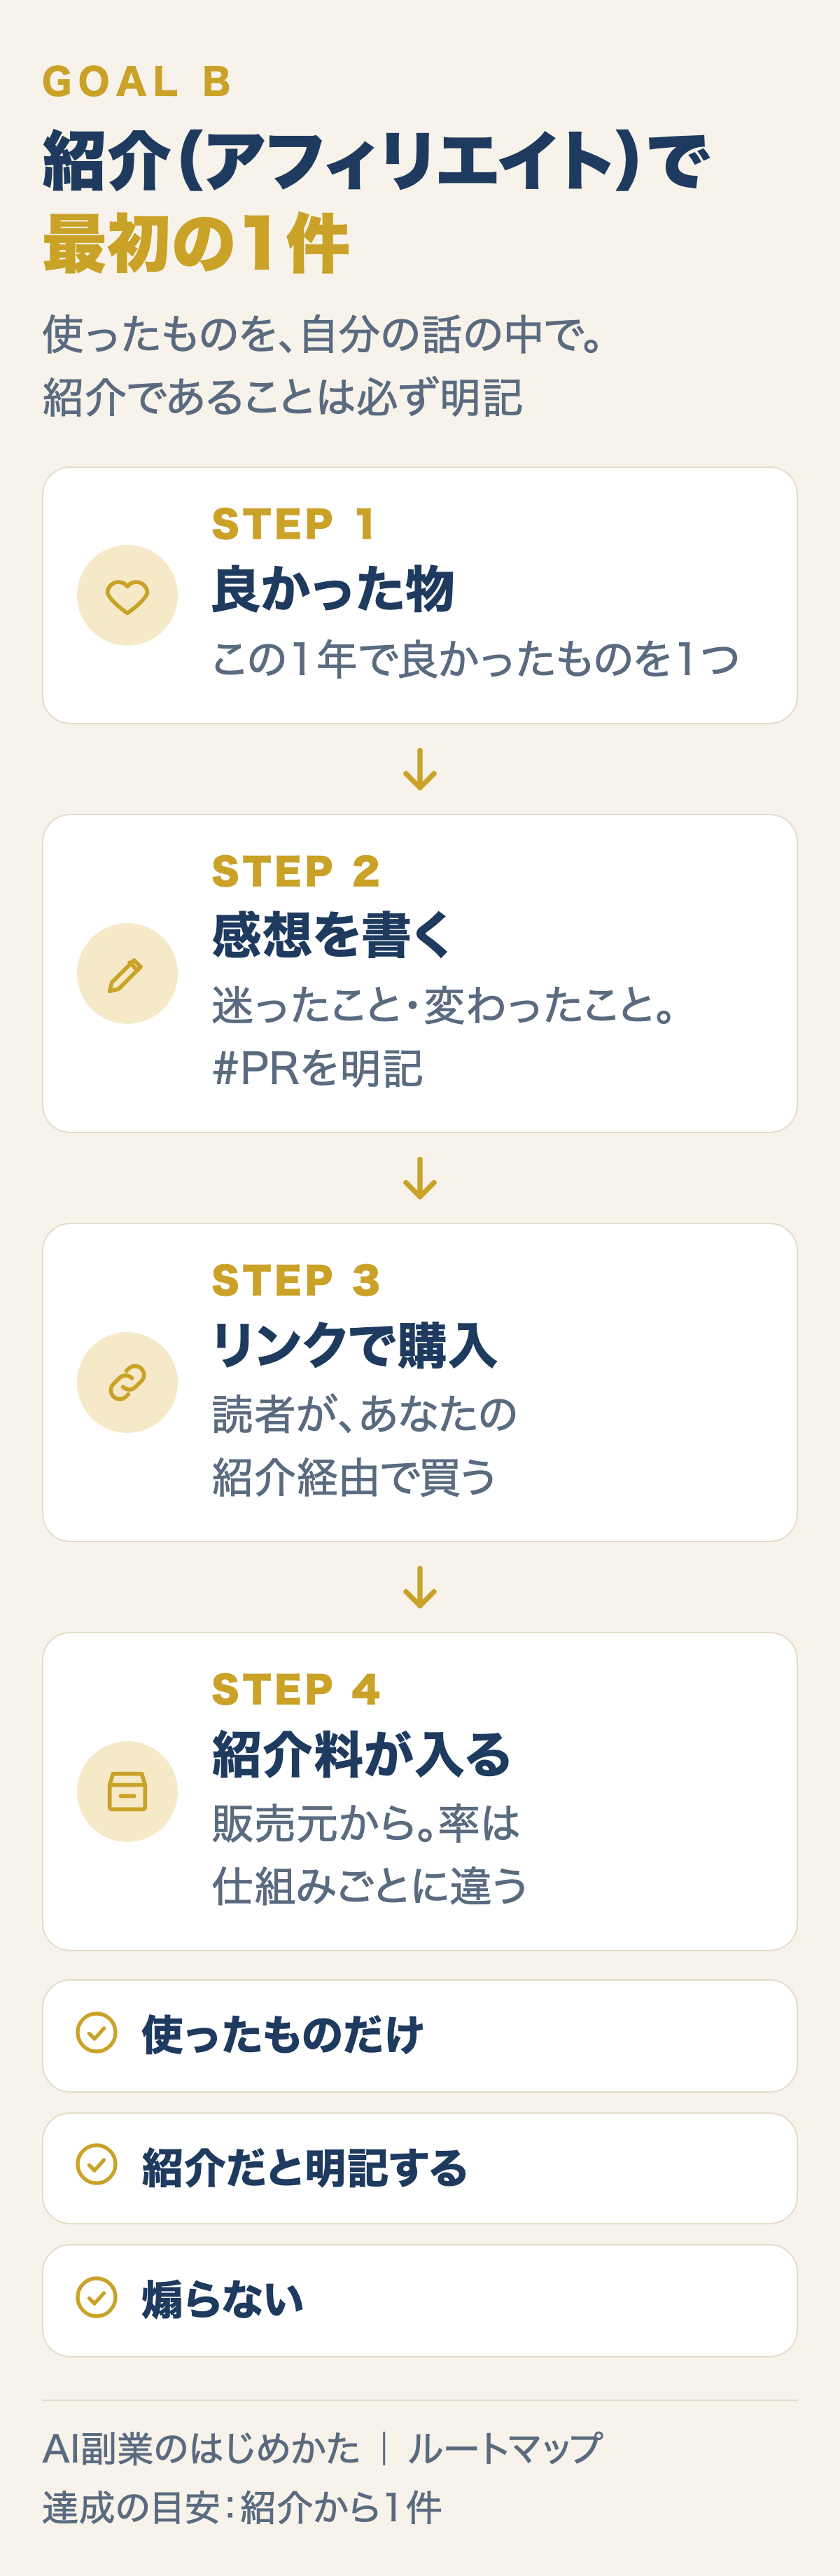 GOAL B
紹介(アフィリエイト)で
最初の1件
使ったものを、自分の話の中で。
紹介であることは必ず明記
STEP 1
良かった物
この1年で良かったものを1つ
STEP 2
感想を書く
迷ったこと・変わったこと。
#PRを明記
STEP 3
リンクで購入
読者が、あなたの
紹介経由で買う
STEP 4
紹介料が入る
販売元から。率は
仕組みごとに違う
使ったものだけ
紹介だと明記する
煽らない
AI副業のはじめかた | ルートマップ
達成の目安:紹介から1件